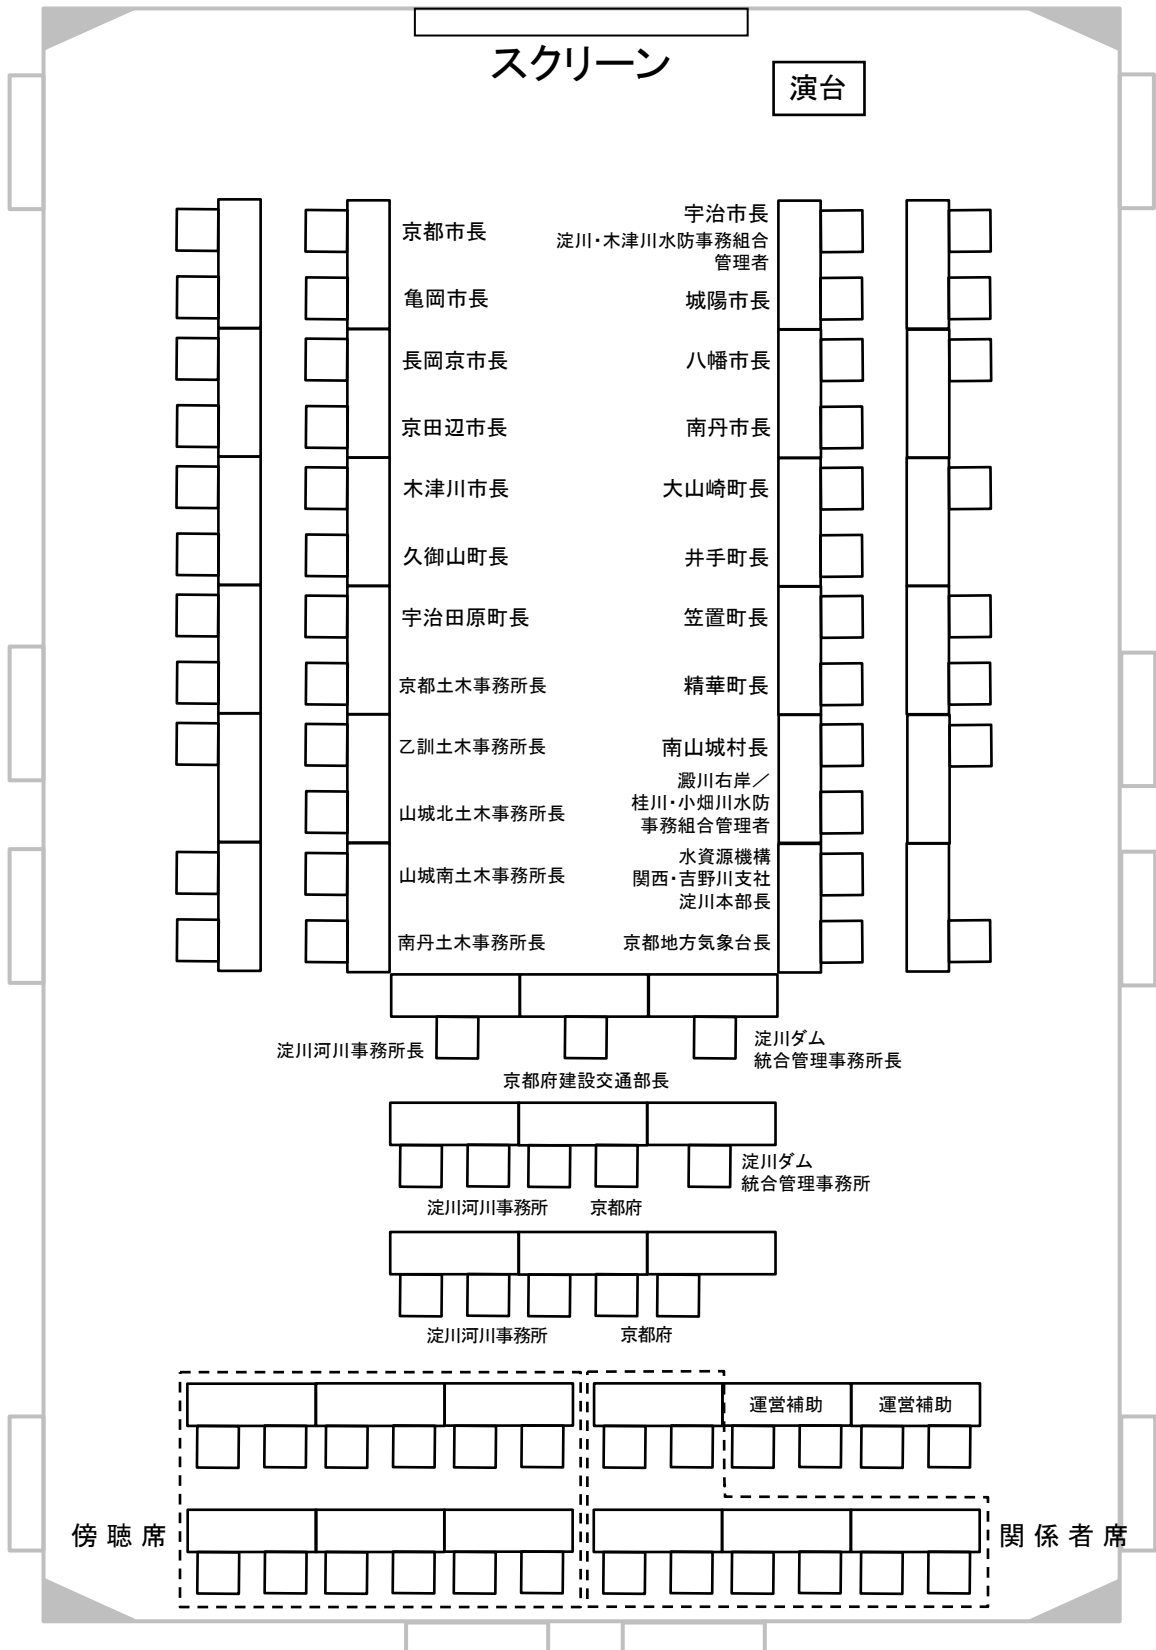 スクリーン
演台
京都市長
亀岡市長
長岡京市長
京田辺市長
木津川市長
久御山町長
宇治田原町長
京都土木事務所長
乙訓土木事務所長
山城北土木事務所長
山城南土木事務所長
南丹土木事務所長
宇治市長
淀川・木津川水防事務組合
管理者
城陽市長
八幡市長
南丹市長
大山崎町長
井手町長
笠置町長
精華町長
南山城村長
澱川右岸／
桂川・小畑川水防
事務組合管理者
水資源機構
関西・吉野川支社
淀川本部長
京都地方気象台長
淀川河川事務所長
京都府建設交通部長
淀川ダム
統合管理事務所長
淀川河川事務所
京都府
淀川ダム
統合管理事務所
淀川河川事務所
京都府
運営補助
運営補助
傍聴席
関係者席